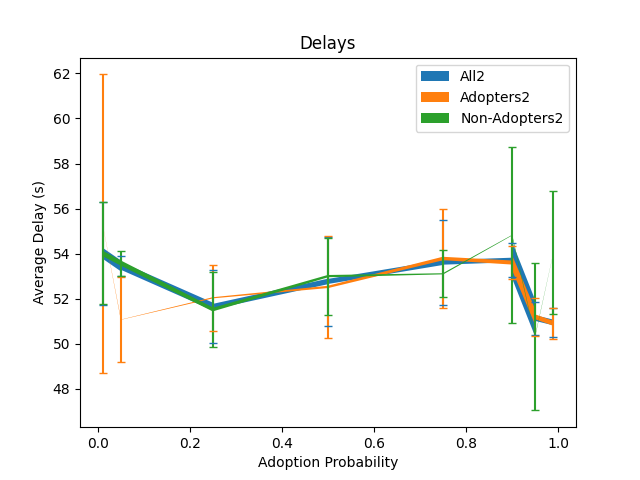 Delays
All2
Adopters2
Non-Adopters2
Average Delay (s)
62
60
58
56
54
52
50
48
0.0 0.2 0.4 0.6 0.8 1.0
Adoption Probability